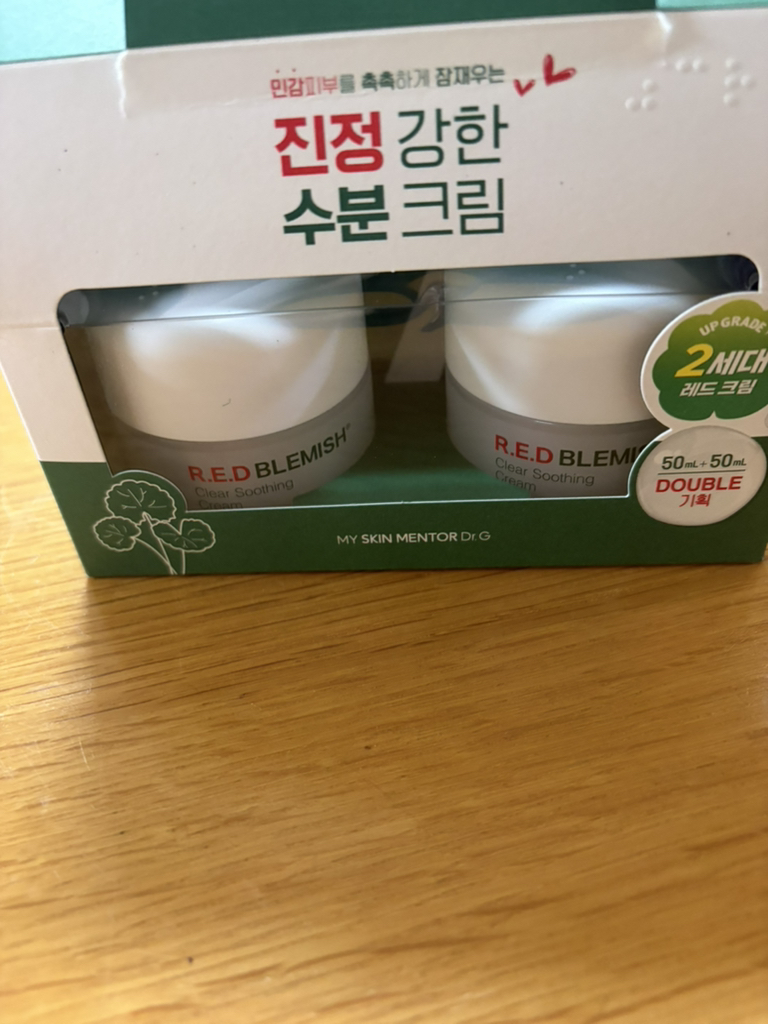 민감피부를 촉촉하게 잠재우는
진정 강한
수분 크림
R.E.D BLEMISH®
Clear Soothing
Cream
R.E.D BLEMI
Clear Soothing
Cream
UP GRADE
2세대
레드 크림
50mL + 50mL
DOUBLE
기획
MY SKIN MENTOR Dr.G